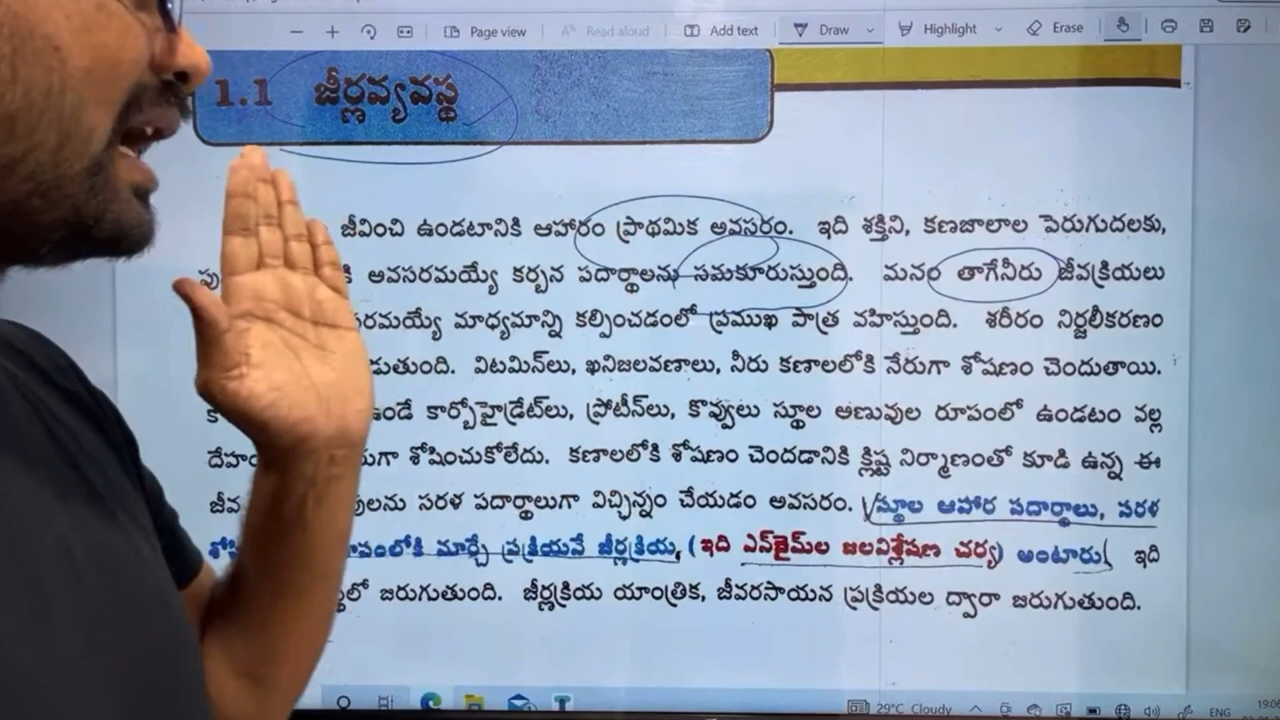 Page view Read aloud Add text Draw Highlight Erase
1.1 జీర్ణవ్యవస్థ
జీవించి ఉండటానికి ఆహారం ప్రాథమిక అవసరం. ఇది శక్తిని, కణజాలాల పెరుగుదలకు,
అవసరమయ్యే కర్బన పదార్థాలను సమకూరుస్తుంది. మనం తాగేనీరు జీవక్రియలు
మాధ్యమాన్ని కల్పించడంలో ప్రముఖ పాత్ర వహిస్తుంది. శరీరం నిర్జలీకరణం
విటమిన్‌లు, ఖనిజలవణాలు, నీరు కణాలలోకి నేరుగా శోషణం చెందుతాయి.
ఉండే కార్బోహైడ్రేట్‌లు, ప్రోటీన్‌లు, కొవ్వులు స్థూల అణువుల రూపంలో ఉండటం వల్ల
శోషించుకోలేదు. కణాలలోకి శోషణం చెందడానికి క్లిష్ట నిర్మాణంతో కూడి ఉన్న ఈ
సరళ పదార్థాలుగా విచ్ఛిన్నం చేయడం అవసరం. స్థూల ఆహార పదార్థాలు, సరళ
మార్చే ప్రక్రియనే జీర్ణక్రియ, (ఇది ఎన్‌జైమ్‌ల జలవిశ్లేషణ చర్య) అంటారు. ఇది
జరుగుతుంది. జీర్ణక్రియ యాంత్రిక, జీవరసాయన ప్రక్రియల ద్వారా జరుగుతుంది.
29°C Cloudy ENG